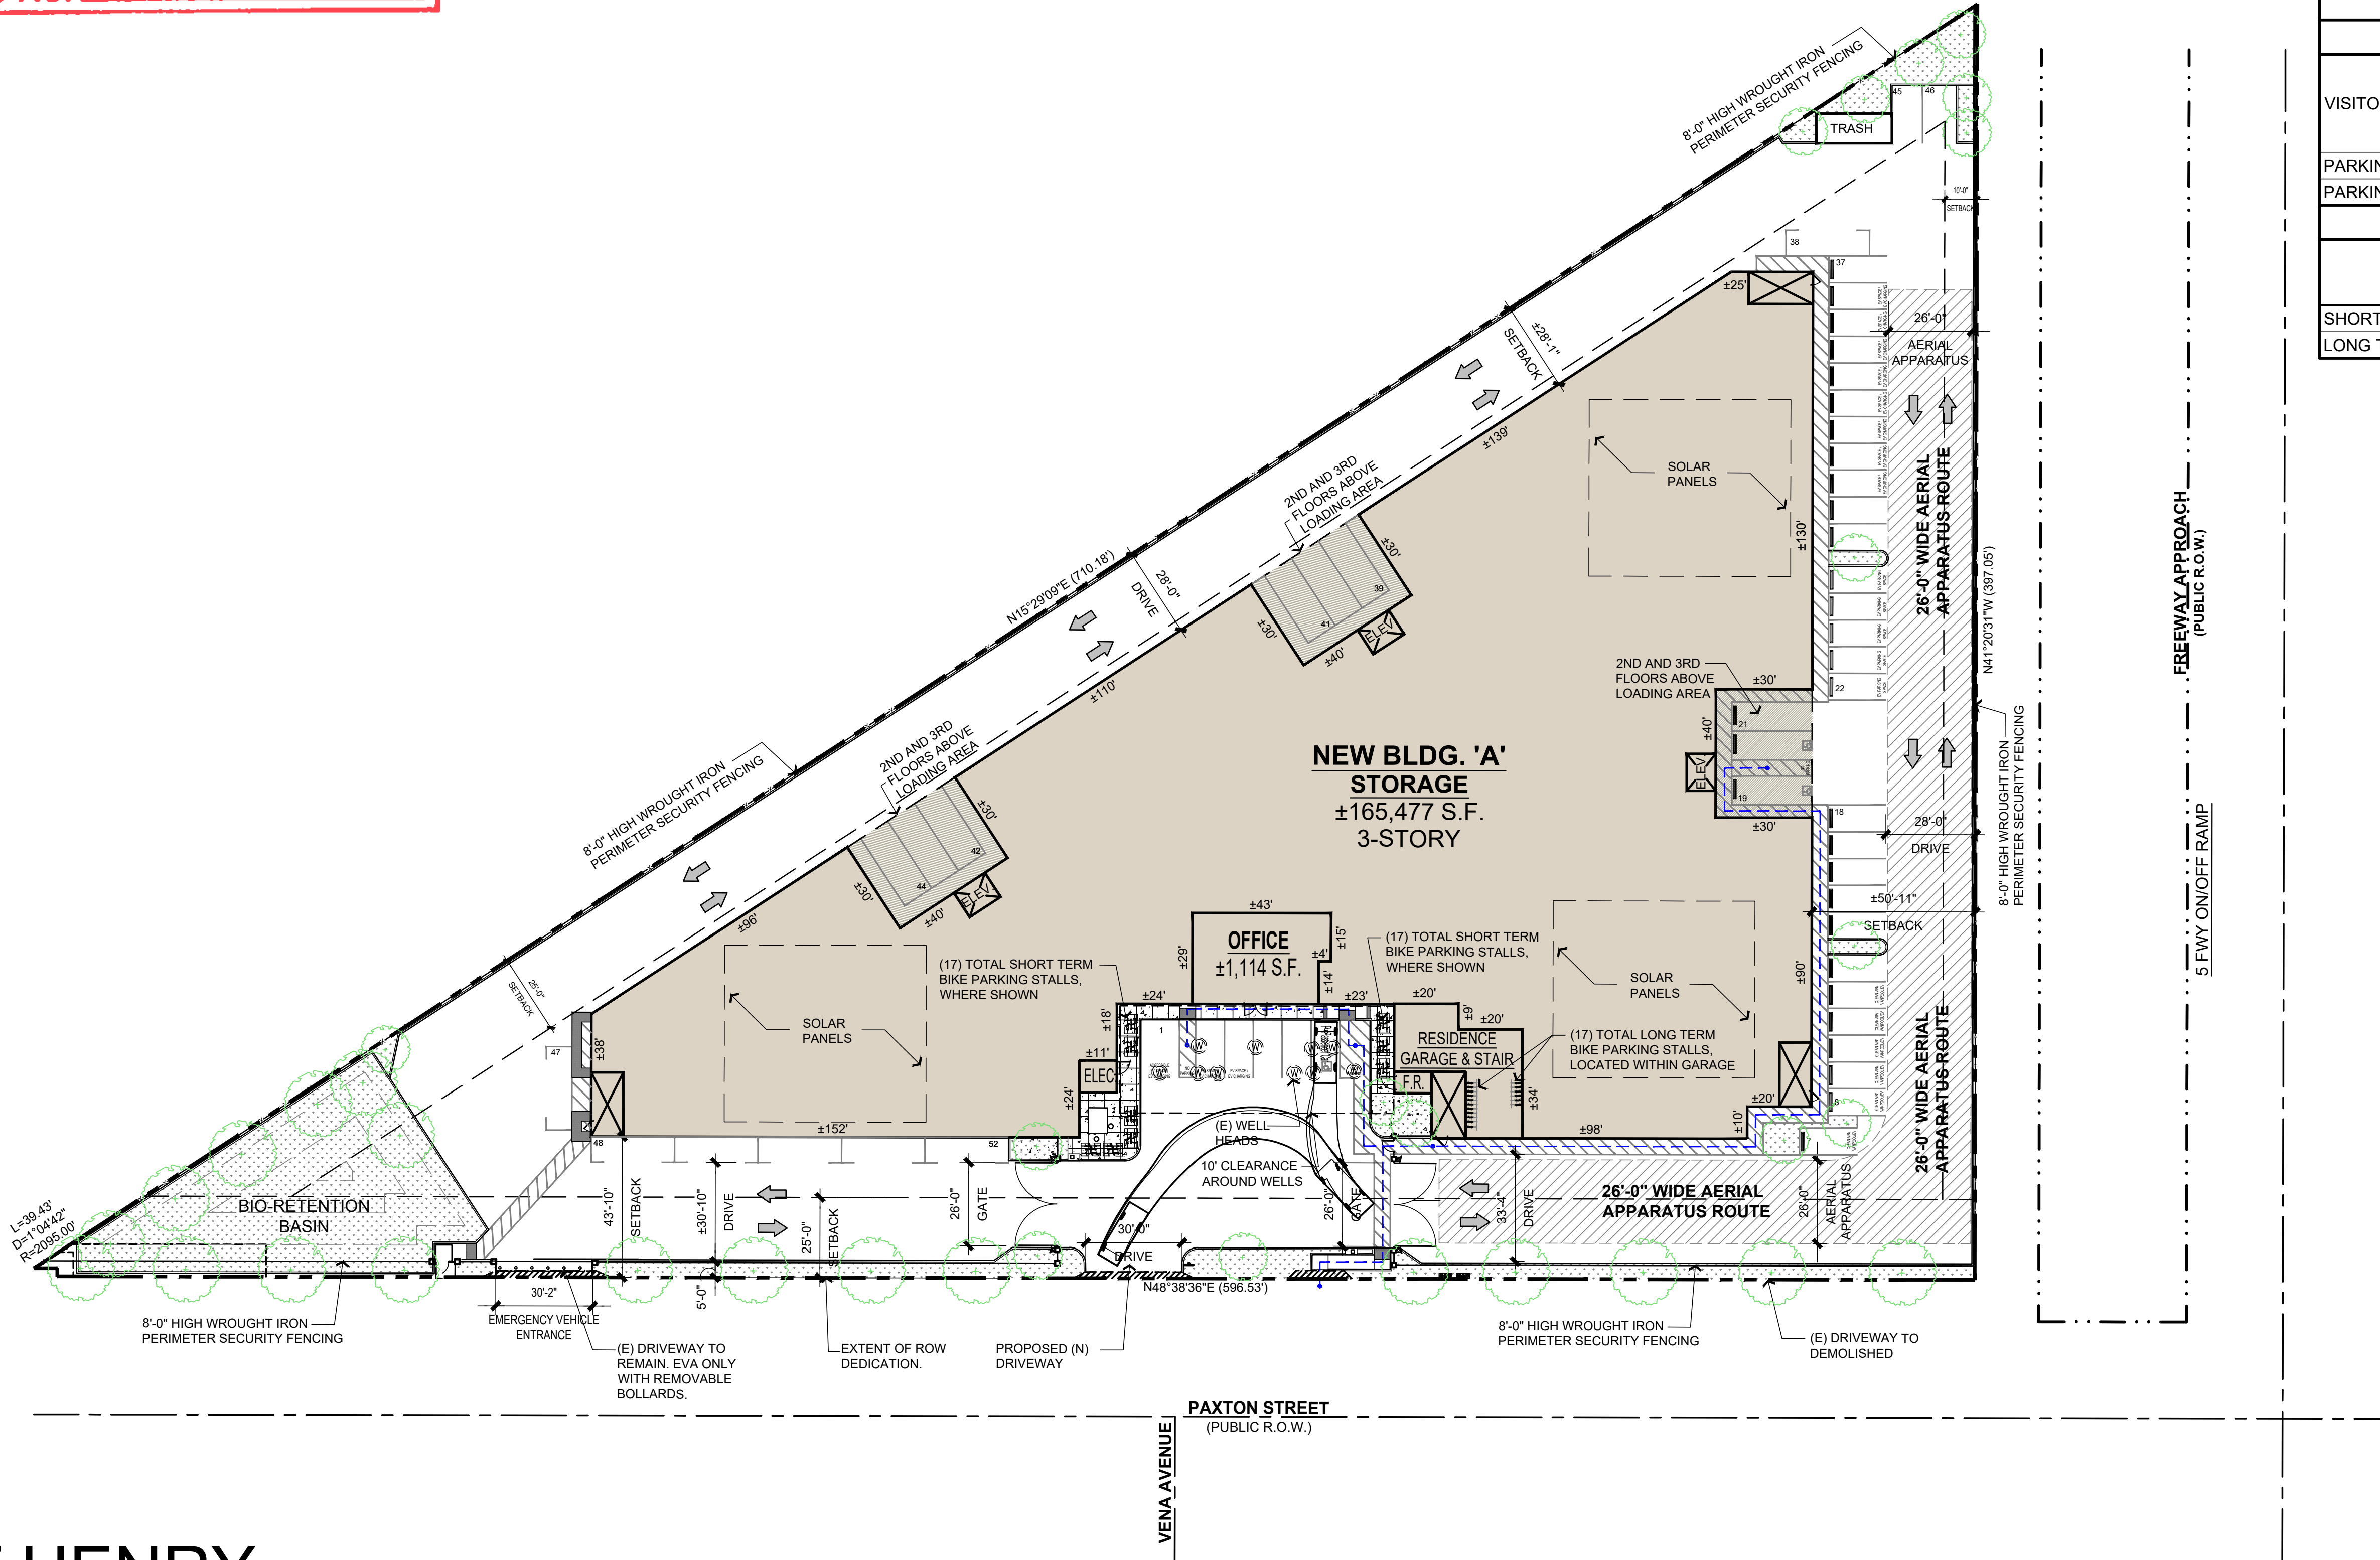 8'-0" HIGH WROUGHT IRON
PERIMETER SECURITY FENCING
45
46
TRASH
10'-0"
SETBACK
VISITO
PARKIN
PARKIN
SHORT
LONG T
38
37
±25'
26'-0"
AERIAL
APPARATUS
±28'-1"
SETBACK
±139'
SOLAR
PANELS
2ND AND 3RD
FLOORS ABOVE
LOADING AREA
±30'
39
41
±30'
±40'
ELEV
±130'
26'-0" WIDE AERIAL
APPARATUS ROUTE
N41°20'31"W (397.05')
FREEWAY APPROACH
(PUBLIC R.O.W.)
N15°29'09"E (710.18')
28'-0"
DRIVE
±110'
2ND AND 3RD
FLOORS ABOVE
LOADING AREA
±30'
22
21
±40'
ELEV
19
±30'
18
28'-0"
DRIVE
8'-0" HIGH WROUGHT IRON
PERIMETER SECURITY FENCING
5 FWY ON/OFF RAMP
±50'-11"
SETBACK
NEW BLDG. 'A'
STORAGE
±165,477 S.F.
3-STORY
8'-0" HIGH WROUGHT IRON
PERIMETER SECURITY FENCING
2ND AND 3RD
FLOORS ABOVE
LOADING AREA
±30'
42
44
±30'
±40'
ELEV
±96'
±43'
OFFICE
±1,114 S.F.
±29'
±15'
±4'
±14'
(17) TOTAL SHORT TERM
BIKE PARKING STALLS,
WHERE SHOWN
(17) TOTAL SHORT TERM
BIKE PARKING STALLS,
WHERE SHOWN
SOLAR
PANELS
±90'
25'-0"
SETBACK
SOLAR
PANELS
±24'
±23'
±20'
±18'
1
±9'
±20'
RESIDENCE
GARAGE & STAIR
(17) TOTAL LONG TERM
BIKE PARKING STALLS,
LOCATED WITHIN GARAGE
47
±38'
±11'
ELEC
F.R.
±24'
±34'
±20'
±10'
±98'
±152'
48
52
(E) WELL
HEADS
10' CLEARANCE
AROUND WELLS
26'-0" WIDE AERIAL
APPARATUS ROUTE
43'-10"
SETBACK
±30'-10"
DRIVE
25'-0"
SETBACK
26'-0"
GATE
30'-0"
DRIVE
26'-0"
GATE
33'-4"
DRIVE
26'-0" WIDE AERIAL
APPARATUS ROUTE
26'-0"
AERIAL
APPARATUS
BIO-RETENTION
BASIN
L=39.43'
D=1°04'42"
R=2095.00'
30'-2"
5'-0"
N48°38'36"E (596.53')
EMERGENCY VEHICLE
ENTRANCE
8'-0" HIGH WROUGHT IRON
PERIMETER SECURITY FENCING
(E) DRIVEWAY TO
REMAIN. EVA ONLY
WITH REMOVABLE
BOLLARDS.
EXTENT OF ROW
DEDICATION.
PROPOSED (N)
DRIVEWAY
8'-0" HIGH WROUGHT IRON
PERIMETER SECURITY FENCING
(E) DRIVEWAY TO
DEMOLISHED
PAXTON STREET
(PUBLIC R.O.W.)
VENA AVENUE
HENRY